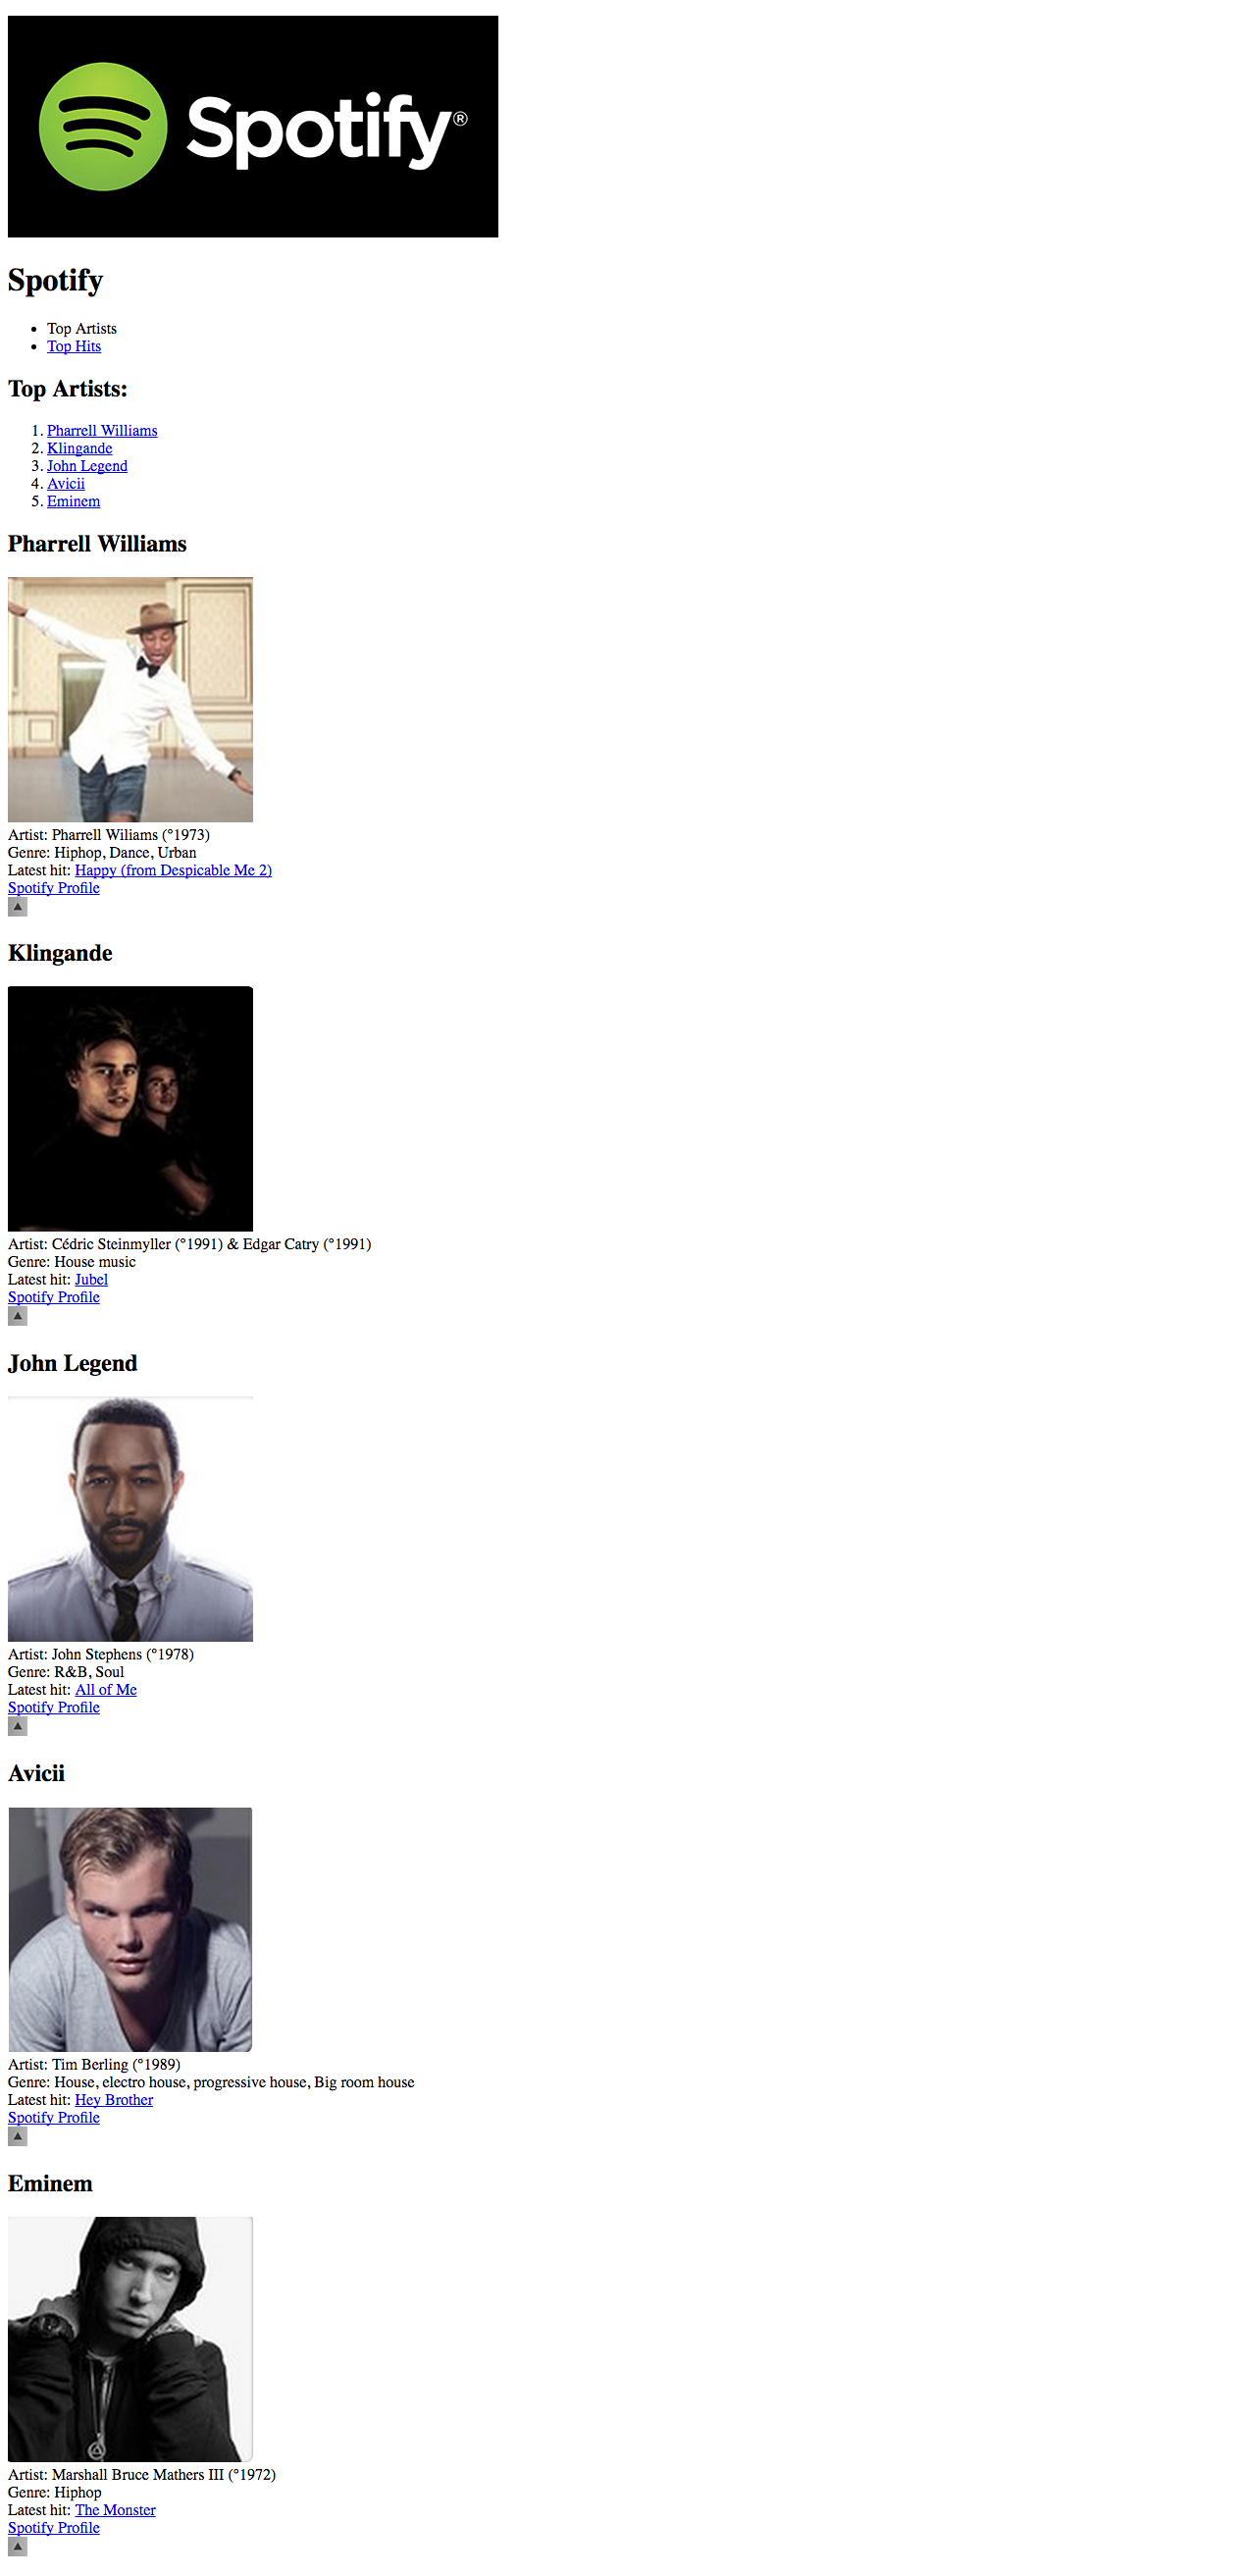 Spotify®
Spotify
• Top Artists
• Top Hits
Top Artists:
1. Pharrell Williams
2. Klingande
3. John Legend
4. Avicii
5. Eminem
Pharrell Williams
Artist: Pharrell Wiliams (°1973)
Genre: Hiphop, Dance, Urban
Latest hit: Happy (from Despicable Me 2)
Spotify Profile
Klingande
Artist: Cédric Steinmyller (°1991) & Edgar Catry (°1991)
Genre: House music
Latest hit: Jubel
Spotify Profile
John Legend
Artist: John Stephens (°1978)
Genre: R&B, Soul
Latest hit: All of Me
Spotify Profile
Avicii
Artist: Tim Berling (°1989)
Genre: House, electro house, progressive house, Big room house
Latest hit: Hey Brother
Spotify Profile
Eminem
Artist: Marshall Bruce Mathers III (°1972)
Genre: Hiphop
Latest hit: The Monster
Spotify Profile